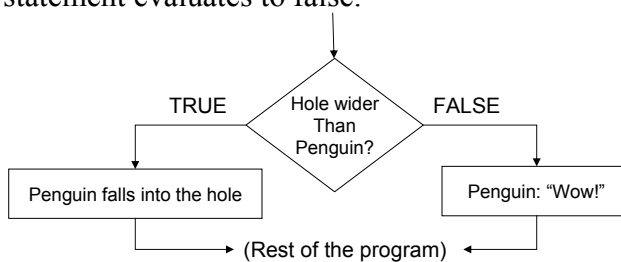 statement evaluates to false.
TRUE
Hole wider
Than
Penguin?
FALSE
Penguin falls into the hole
Penguin: “Wow!”
(Rest of the program)